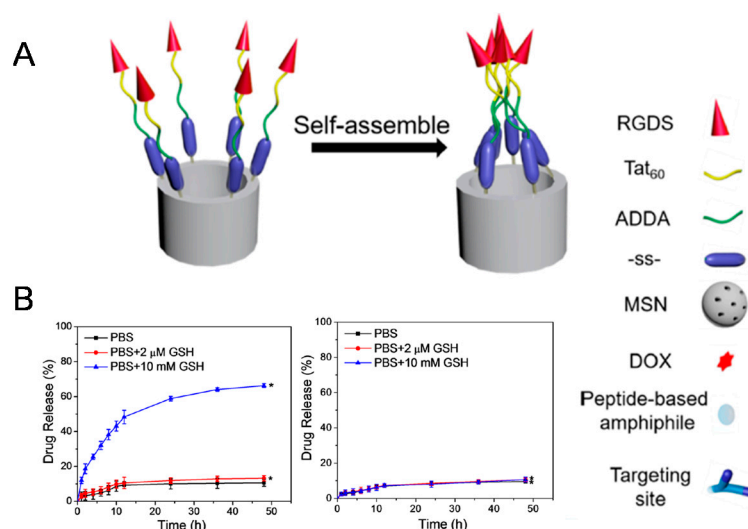 A
Self-assemble
RGDS
Tat60
ADDA
-ss-
MSN
DOX
Peptide-based
amphiphile
Targeting
site
B
100
80
60
40
20
0
Drug Release (%)
PBS
PBS+2 μM GSH
PBS+10 mM GSH
*
*
0 10 20 30 40 50
Time (h)
100
80
60
40
20
0
Drug Release (%)
PBS
PBS+2 μM GSH
PBS+10 mM GSH
*
*
0 10 20 30 40 50
Time (h)